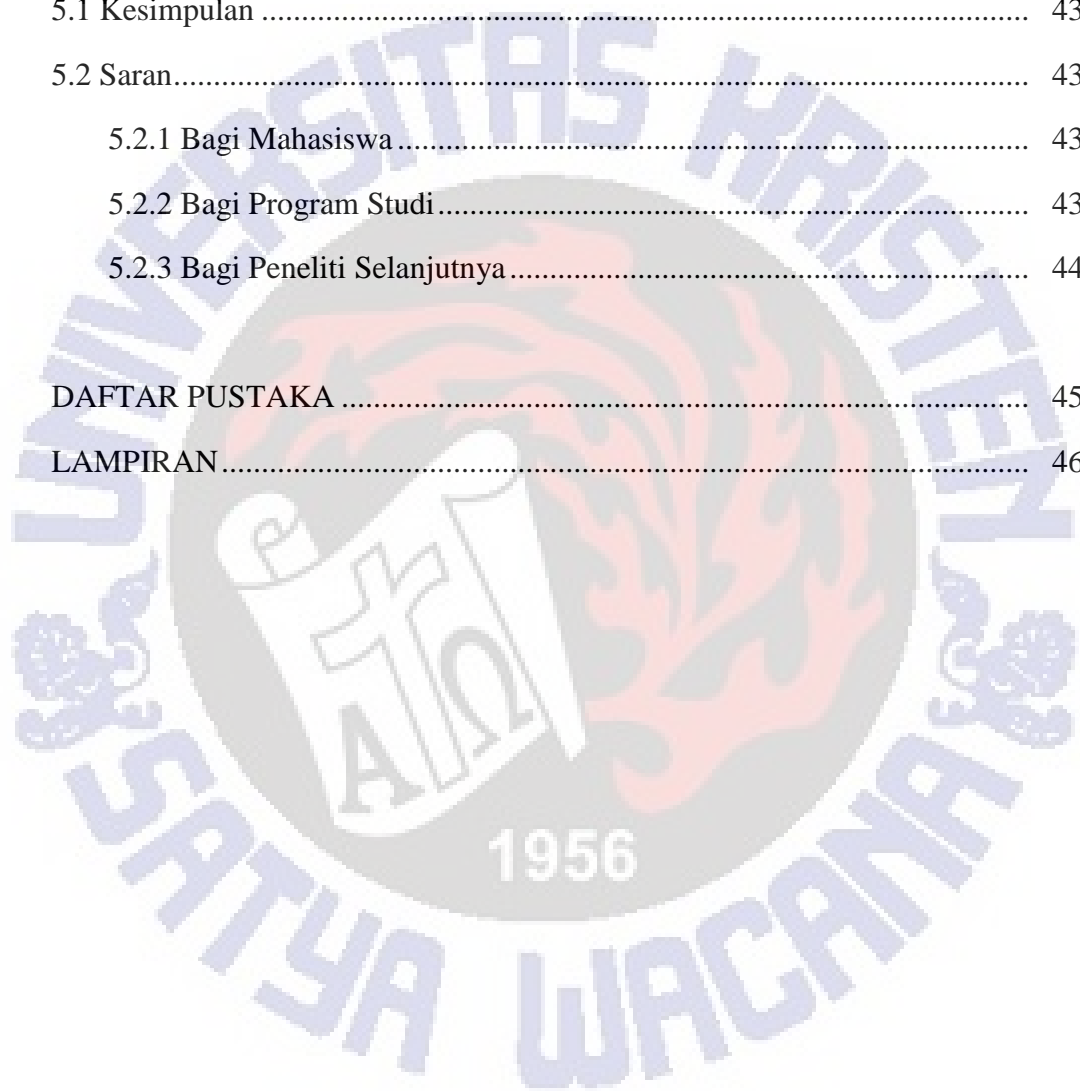 5.1 Kesimpulan ........................................................................ 43
5.2 Saran ........................................................................ 43
5.2.1 Bagi Mahasiswa ........................................................................ 43
5.2.2 Bagi Program Studi ........................................................................ 43
5.2.3 Bagi Peneliti Selanjutnya ........................................................................ 44
DAFTAR PUSTAKA ........................................................................ 45
LAMPIRAN ........................................................................ 46
UNIVERSITAS KRISTEN
SATYA WACANA
Α Ω
1956